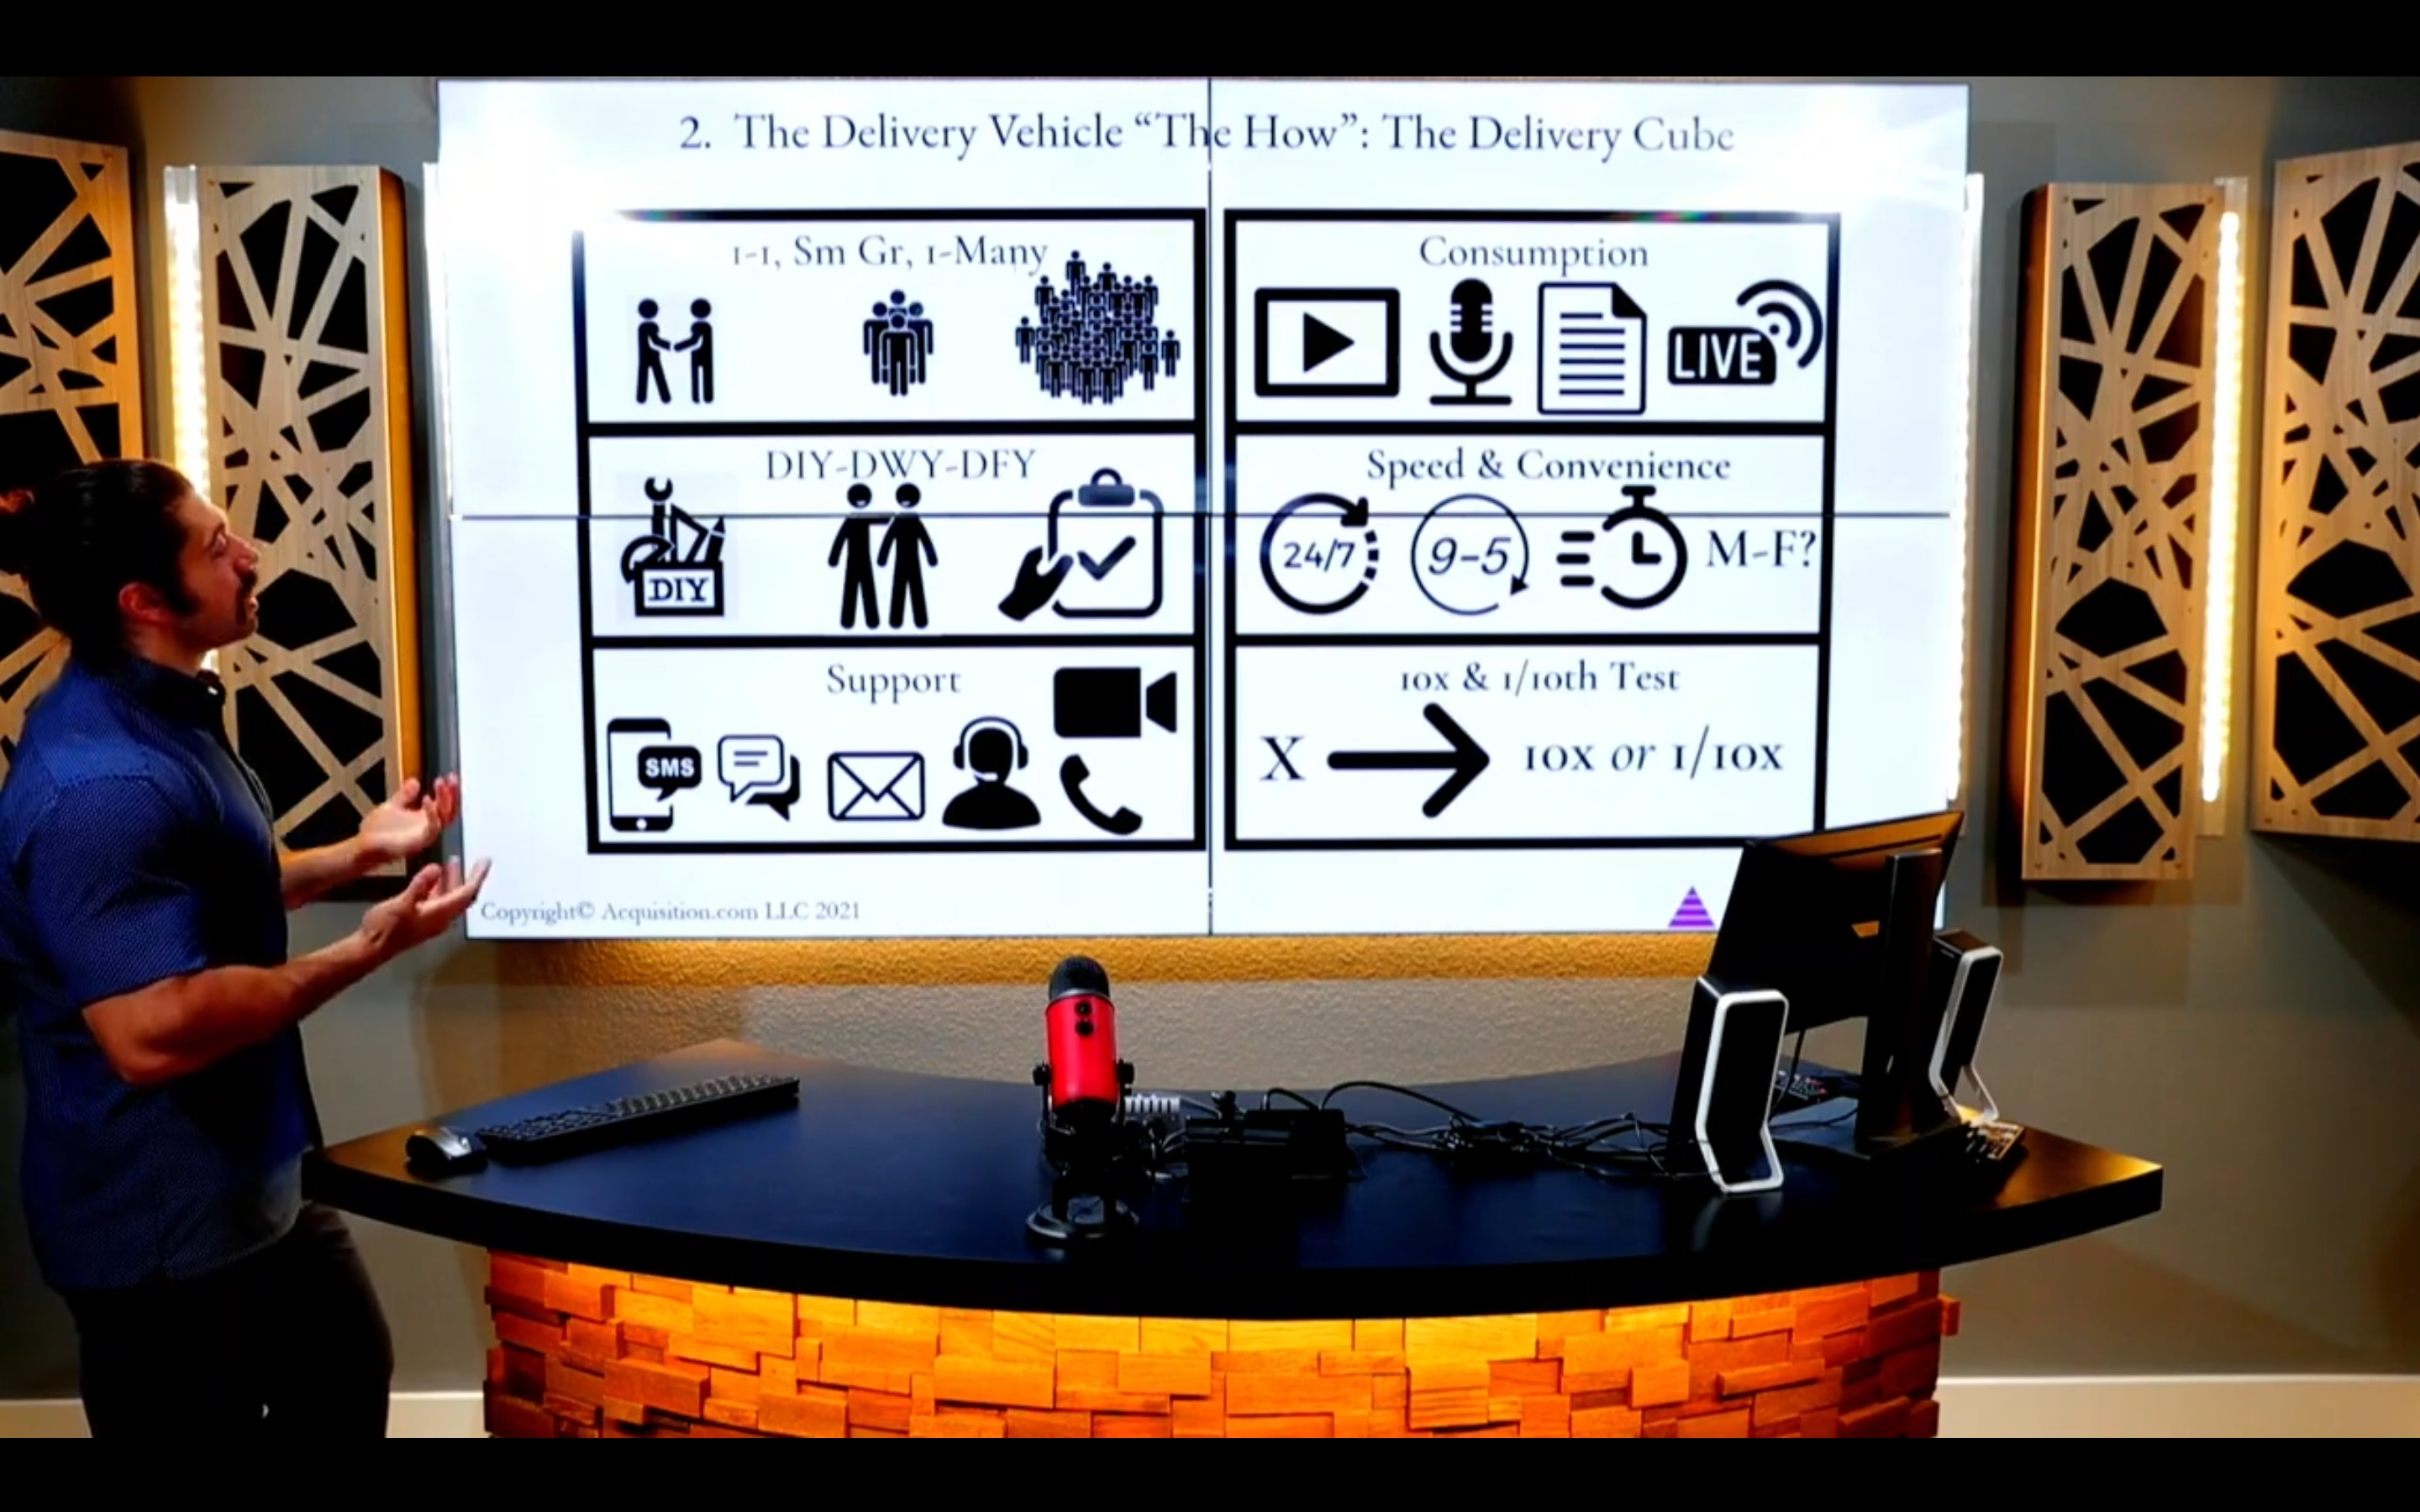 2. The Delivery Vehicle “The How”: The Delivery Cube
1-1, Sm Gr, 1-Many
Consumption
LIVE
DIY-DWY-DFY
DIY
Speed & Convenience
24/7
9-5
M-F?
Support
SMS
10x & 1/10th Test
X
10x or 1/10x
Copyright© Acquisition.com LLC 2021